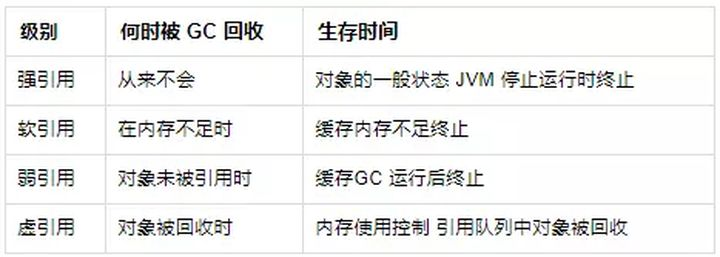 级别 何时被 GC 回收 生存时间
强引用 从来不会 对象的一般状态 JVM 停止运行时终止
软引用 在内存不足时 缓存内存不足终止
弱引用 对象未被引用时 缓存GC 运行后终止
虚引用 对象被回收时 内存使用控制 引用队列中对象被回收